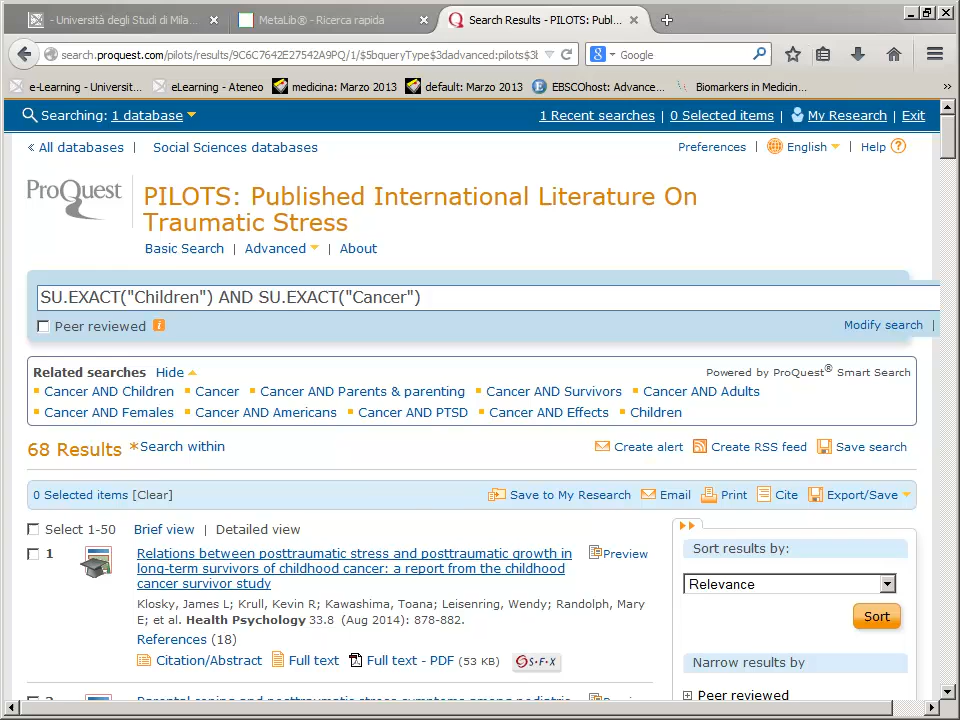 - Università degli Studi di Mila... MetaLib® - Ricerca rapida Search Results - PILOTS: Publ...
search.proquest.com/pilots/results/9C6C7642E27542A9PQ/1/$5bqueryType$3dadvanced:pilots$3b Google
e-Learning - Universit... eLearning - Ateneo medicina: Marzo 2013 default: Marzo 2013 EBSCOhost: Advance... Biomarkers in Medicin... »
Searching: 1 database 1 Recent searches | 0 Selected items | My Research | Exit
« All databases | Social Sciences databases Preferences | English | Help ?
ProQuest
PILOTS: Published International Literature On
Traumatic Stress
Basic Search | Advanced | About
SU.EXACT("Children") AND SU.EXACT("Cancer")
Peer reviewed i Modify search |
Related searches Hide Powered by ProQuest® Smart Search
Cancer AND Children Cancer Cancer AND Parents & parenting Cancer AND Survivors Cancer AND Adults
Cancer AND Females Cancer AND Americans Cancer AND PTSD Cancer AND Effects Children
68 Results *Search within Create alert Create RSS feed Save search
0 Selected items [Clear] Save to My Research Email Print Cite Export/Save
Select 1-50 Brief view | Detailed view
Sort results by:
1 Relations between posttraumatic stress and posttraumatic growth in Preview
long-term survivors of childhood cancer: a report from the childhood
cancer survivor study
Relevance
Klosky, James L; Krull, Kevin R; Kawashima, Toana; Leisenring, Wendy; Randolph, Mary
E; et al. Health Psychology 33.8 (Aug 2014): 878-882.
Sort
References (18)
Citation/Abstract Full text Full text - PDF (53 KB) S·F·X
Narrow results by
Peer reviewed